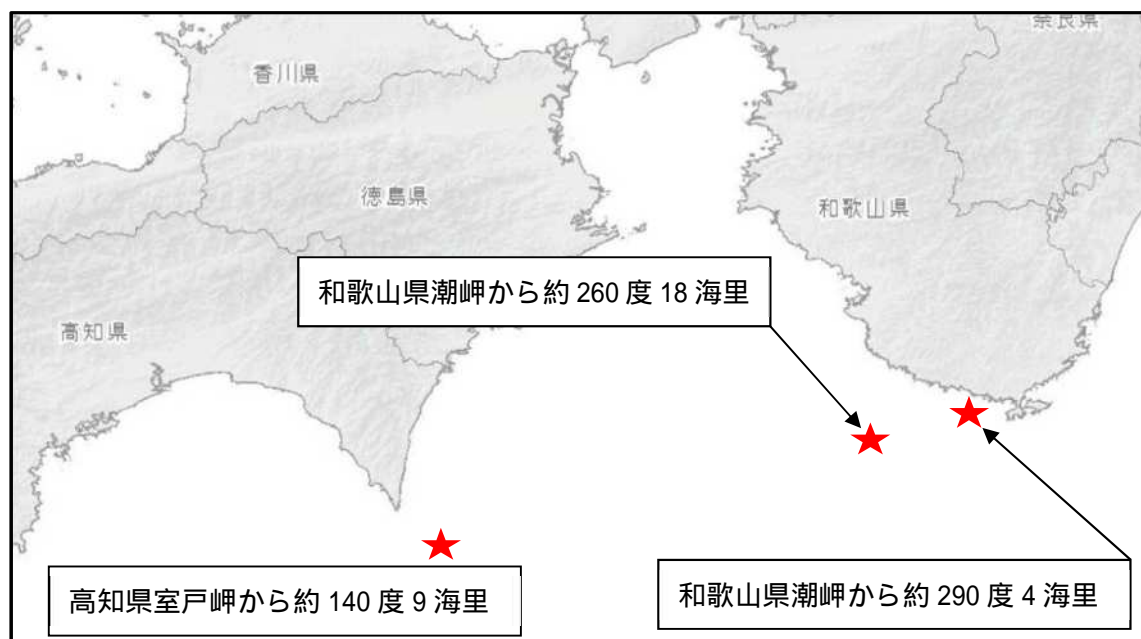 奈良県
香川県
徳島県
和歌山県
和歌山県潮岬から約 260 度 18 海里
高知県
高知県室戸岬から約 140 度 9 海里
和歌山県潮岬から約 290 度 4 海里